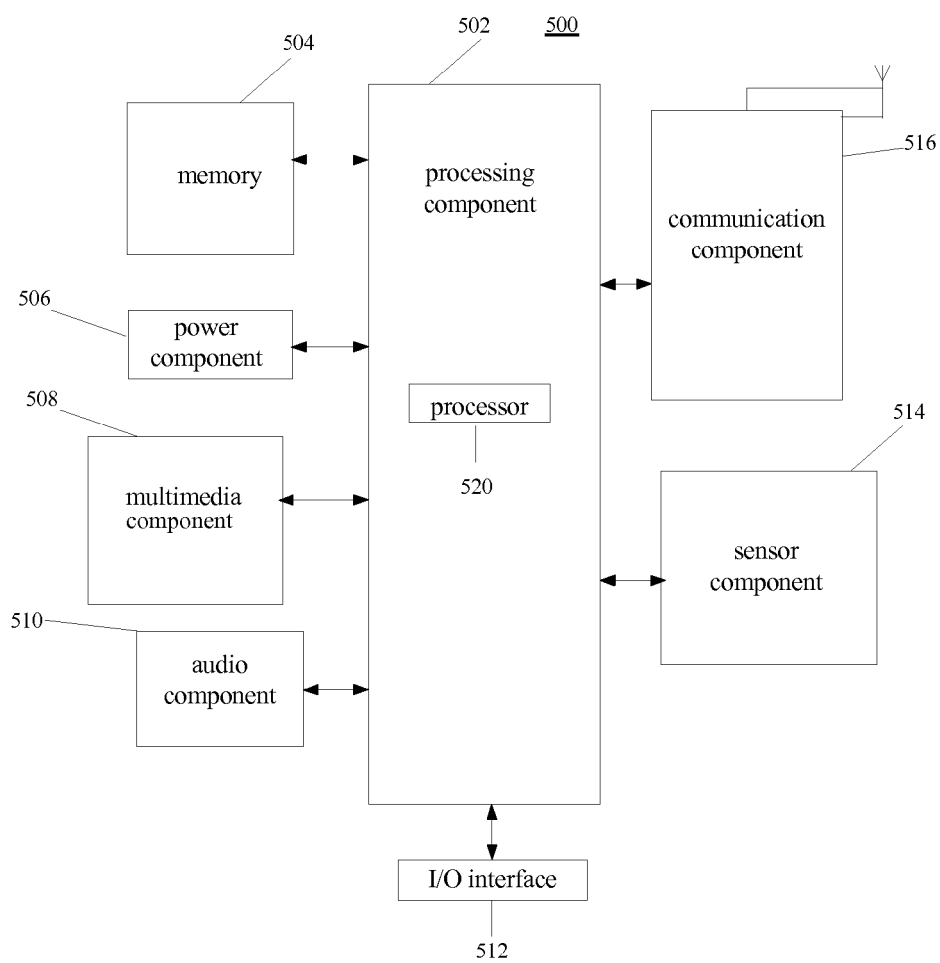 502
500
504
516
memory
processing
component
communication
component
506
power
component
508
processor
514
520
multimedia
component
sensor
component
510
audio
component
I/O interface
512